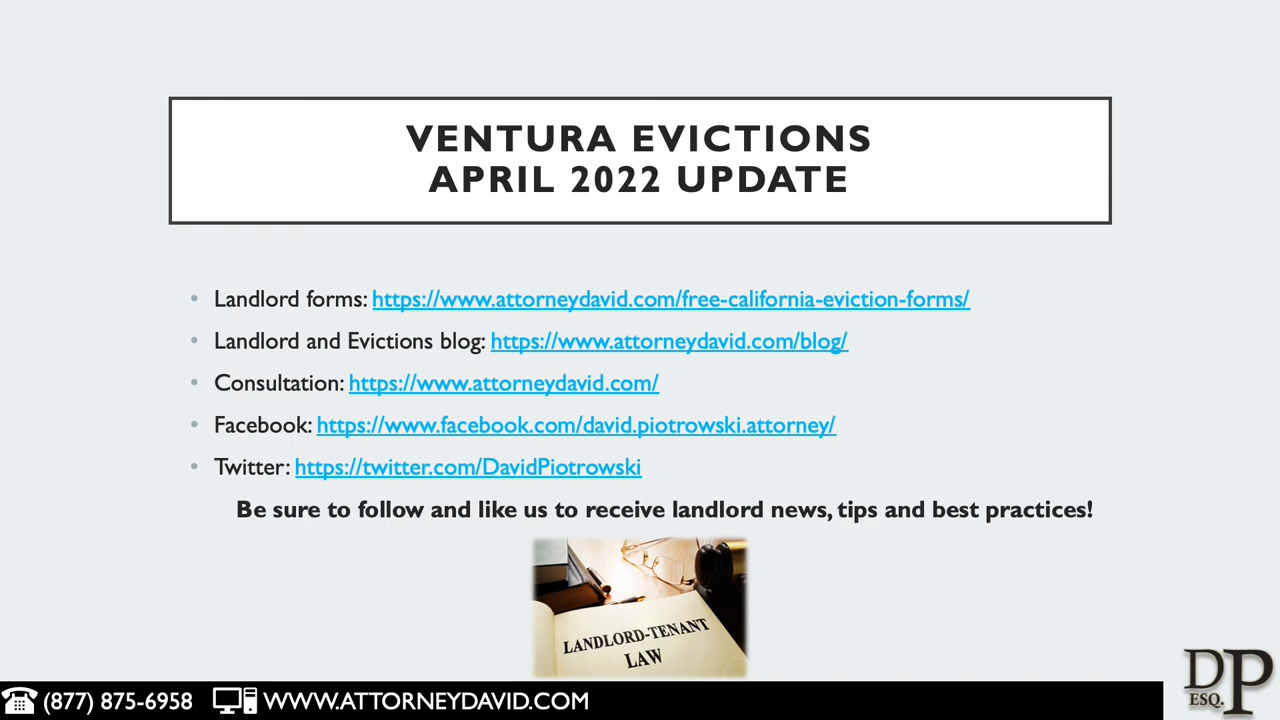 VENTURA EVICTIONS
APRIL 2022 UPDATE
• Landlord forms: https://www.attorneydavid.com/free-california-eviction-forms/
• Landlord and Evictions blog: https://www.attorneydavid.com/blog/
• Consultation: https://www.attorneydavid.com/
• Facebook: https://www.facebook.com/david.piotrowski.attorney/
• Twitter: https://twitter.com/DavidPiotrowski
Be sure to follow and like us to receive landlord news, tips and best practices!
LANDLORD-TENANT
LAW
(877) 875-6958 WWW.ATTORNEYDAVID.COM
DP
ESQ.